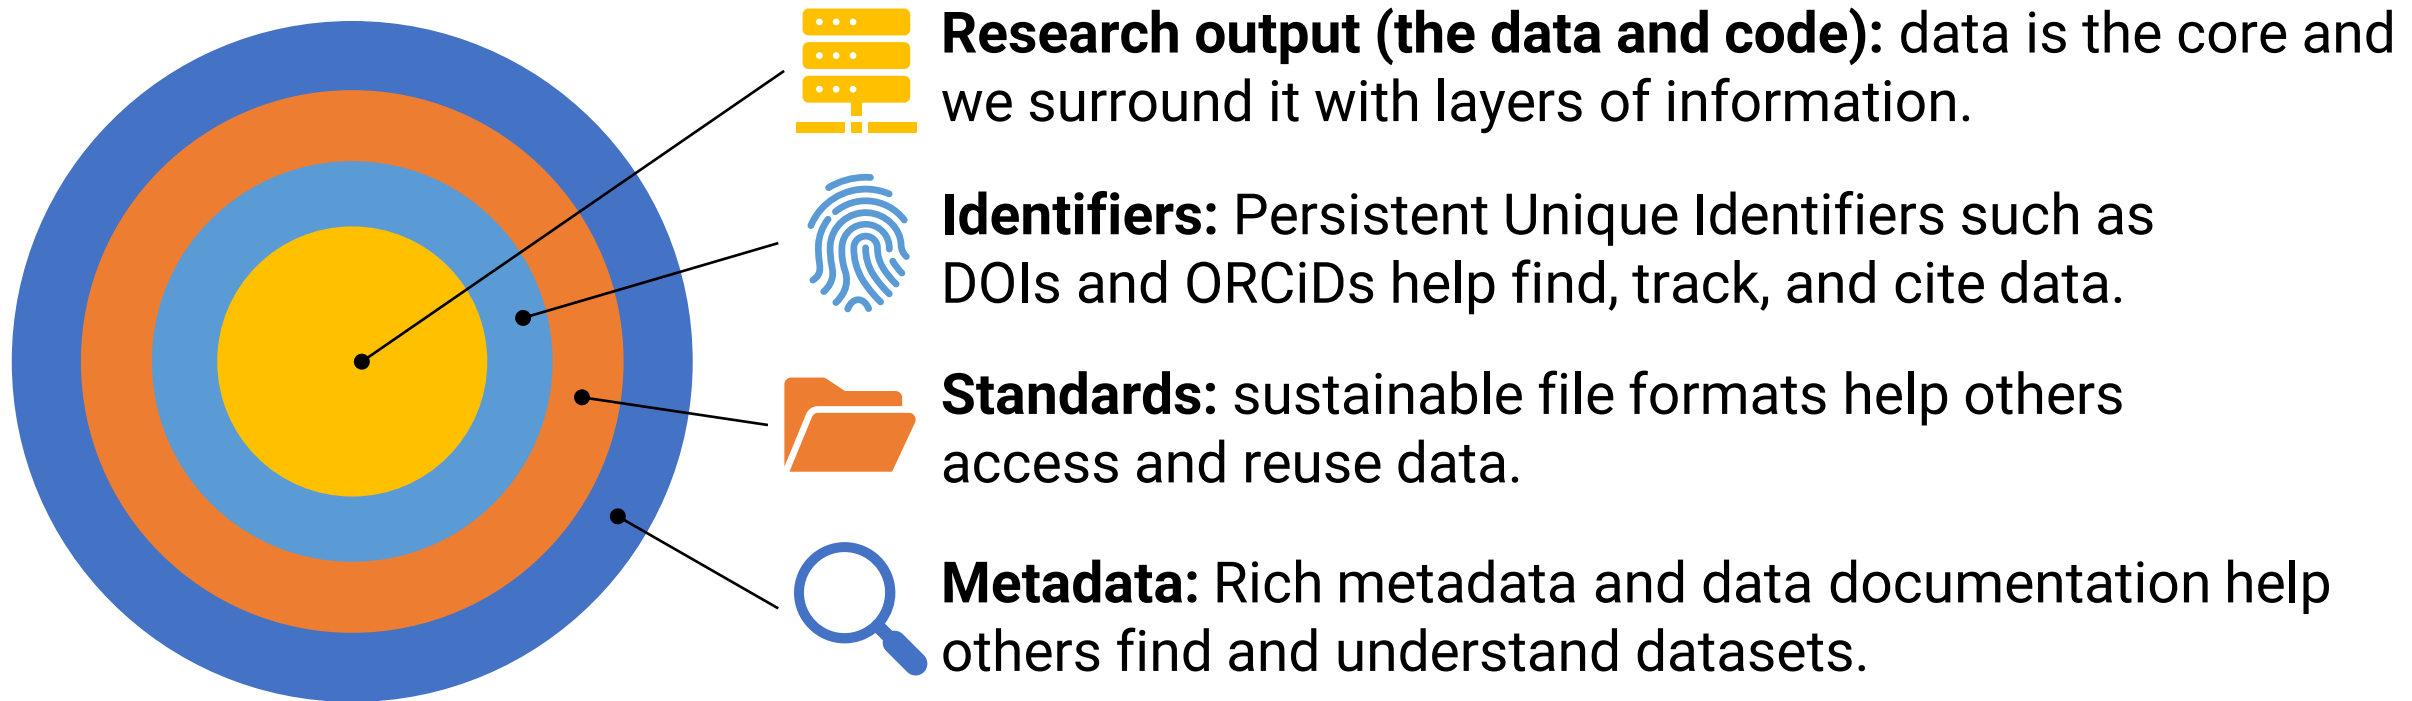 Research output (the data and code): data is the core and
we surround it with layers of information.
Identifiers: Persistent Unique Identifiers such as
DOIs and ORCiDs help find, track, and cite data.
Standards: sustainable file formats help others
access and reuse data.
Metadata: Rich metadata and data documentation help
others find and understand datasets.